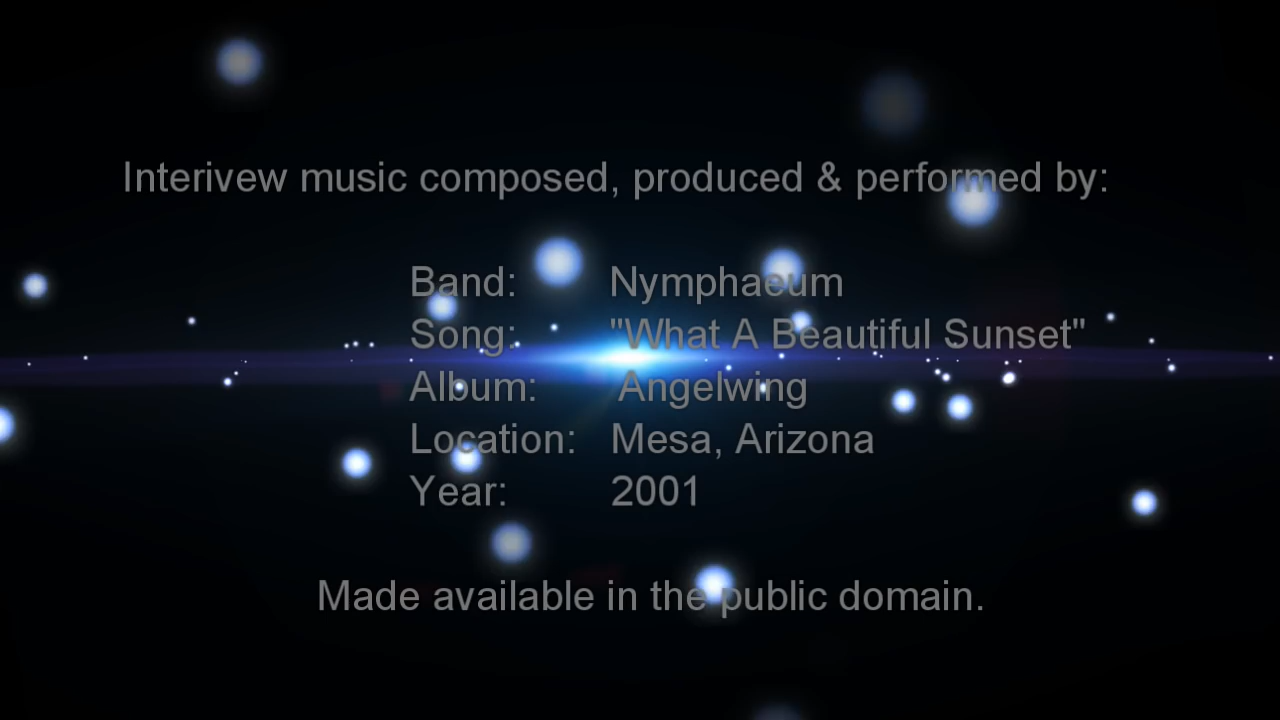 Interivew music composed, produced & performed by:
Band: Nymphaeum
Song: "What A Beautiful Sunset"
Album: Angelwing
Location: Mesa, Arizona
Year: 2001
Made available in the public domain.